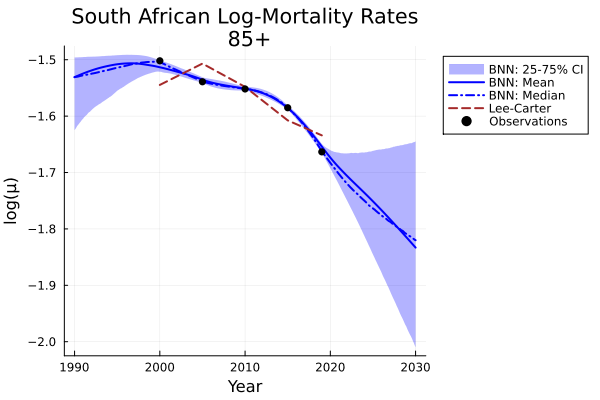 South African Log-Mortality Rates
85+
BNN: 25-75% CI
BNN: Mean
BNN: Median
Lee-Carter
Observations
log(μ)
−1.5
−1.6
−1.7
−1.8
−1.9
−2.0
1990 2000 2010 2020 2030
Year